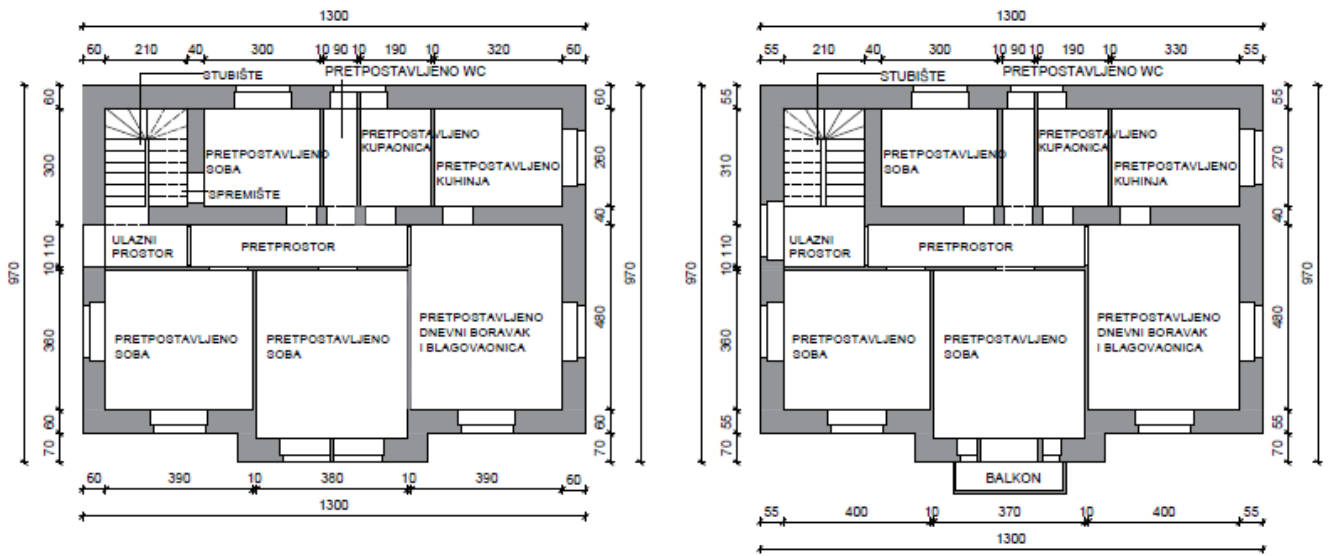 1300
60 210 40 300 10 90 10 190 10 320 60
STUBIŠTE
PRETPOSTAVLJENO WC
PRETPOSTAVLJENO
KUPAONICA
PRETPOSTAVLJENO
SOBA
PRETPOSTAVLJENO
KUHINJA
SPREMIŠTE
ULAZNI
PROSTOR
PRETPROSTOR
PRETPOSTAVLJENO
SOBA
PRETPOSTAVLJENO
SOBA
PRETPOSTAVLJENO
DNEVNI BORAVAK
I BLAGOVAONICA
970
60
300
110
10
360
60
70
60
260
40
480
60
70
970
60 390 10 380 10 390 60
1300
1300
55 210 40 300 10 90 10 190 10 330 55
STUBIŠTE
PRETPOSTAVLJENO WC
PRETPOSTAVLJENO
KUPAONICA
PRETPOSTAVLJENO
SOBA
PRETPOSTAVLJENO
KUHINJA
ULAZNI
PROSTOR
PRETPROSTOR
PRETPOSTAVLJENO
SOBA
PRETPOSTAVLJENO
SOBA
PRETPOSTAVLJENO
DNEVNI BORAVAK
I BLAGOVAONICA
BALKON
970
55
310
110
10
360
55
70
55
270
40
480
55
70
970
55 400 10 370 10 400 55
1300